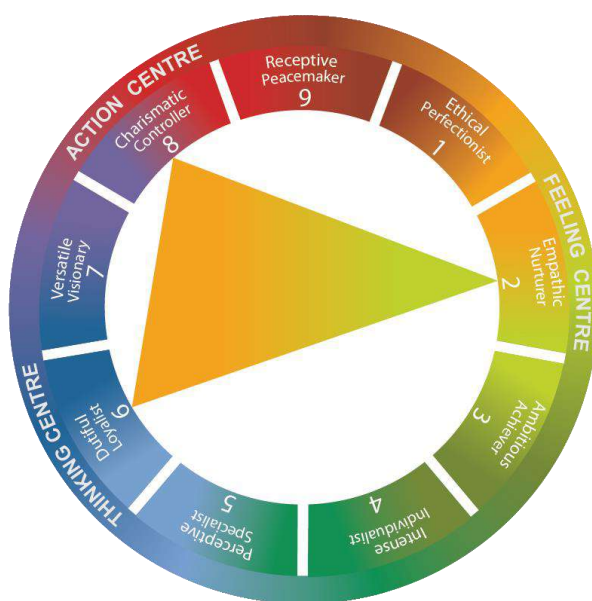 ACTION CENTRE
FEELING CENTRE
THINKING CENTRE
Receptive
Peacemaker
9
Ethical
Perfectionist
1
Empathic
Nurturer
2
Ambitious
Achiever
3
Intense
Individualist
4
Perceptive
Specialist
5
Dutiful
Loyalist
6
Versatile
Visionary
7
Charismatic
Controller
8